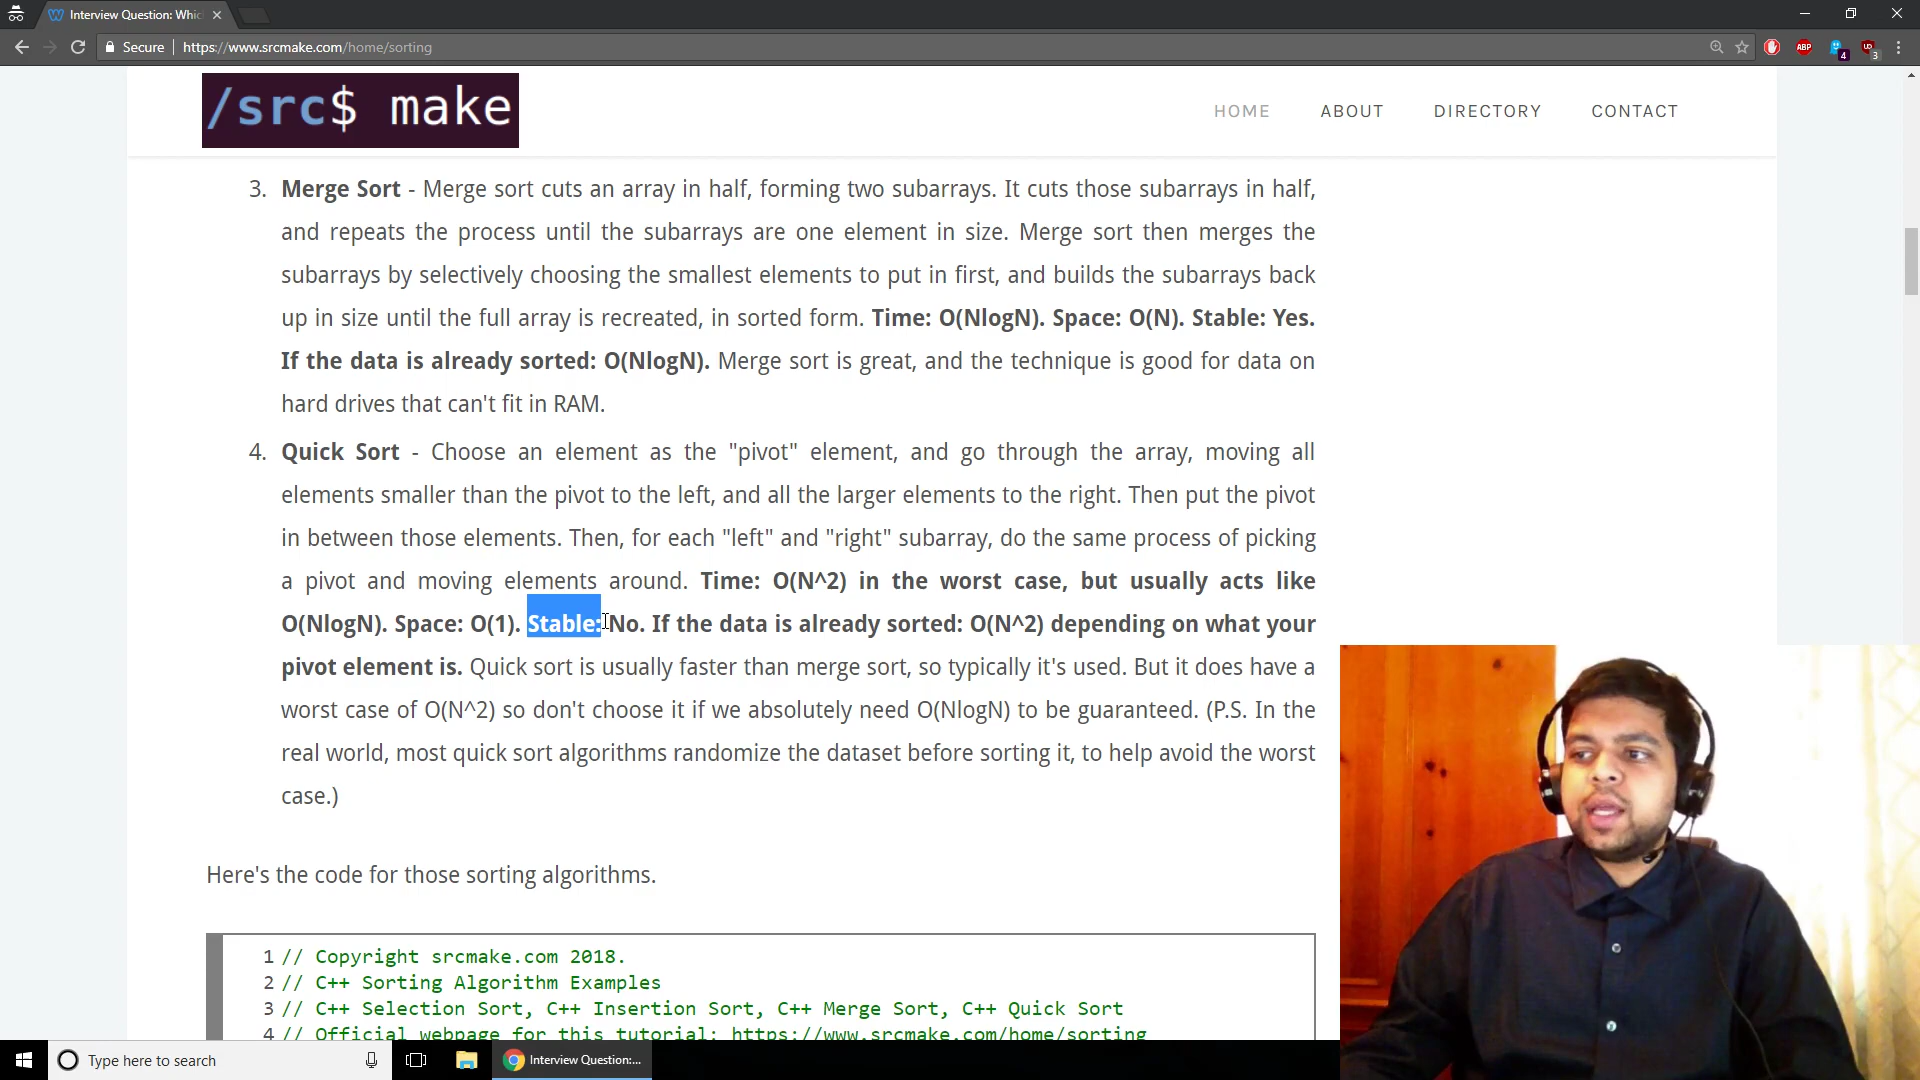 Interview Question: Whic
Secure https://www.srcmake.com/home/sorting
ABP
4
UD
3
/src$ make
HOME ABOUT DIRECTORY CONTACT
3. Merge Sort - Merge sort cuts an array in half, forming two subarrays. It cuts those subarrays in half,
and repeats the process until the subarrays are one element in size. Merge sort then merges the
subarrays by selectively choosing the smallest elements to put in first, and builds the subarrays back
up in size until the full array is recreated, in sorted form. Time: O(NlogN). Space: O(N). Stable: Yes.
If the data is already sorted: O(NlogN). Merge sort is great, and the technique is good for data on
hard drives that can't fit in RAM.
4. Quick Sort - Choose an element as the "pivot" element, and go through the array, moving all
elements smaller than the pivot to the left, and all the larger elements to the right. Then put the pivot
in between those elements. Then, for each "left" and "right" subarray, do the same process of picking
a pivot and moving elements around. Time: O(N^2) in the worst case, but usually acts like
O(NlogN). Space: O(1). Stable: No. If the data is already sorted: O(N^2) depending on what your
pivot element is. Quick sort is usually faster than merge sort, so typically it's used. But it does have a
worst case of O(N^2) so don't choose it if we absolutely need O(NlogN) to be guaranteed. (P.S. In the
real world, most quick sort algorithms randomize the dataset before sorting it, to help avoid the worst
case.)
Here's the code for those sorting algorithms.
1 // Copyright srcmake.com 2018.
2 // C++ Sorting Algorithm Examples
3 // C++ Selection Sort, C++ Insertion Sort, C++ Merge Sort, C++ Quick Sort
4 // Official webpage for this tutorial: https://www.srcmake.com/home/sorting
Type here to search
Interview Question:...